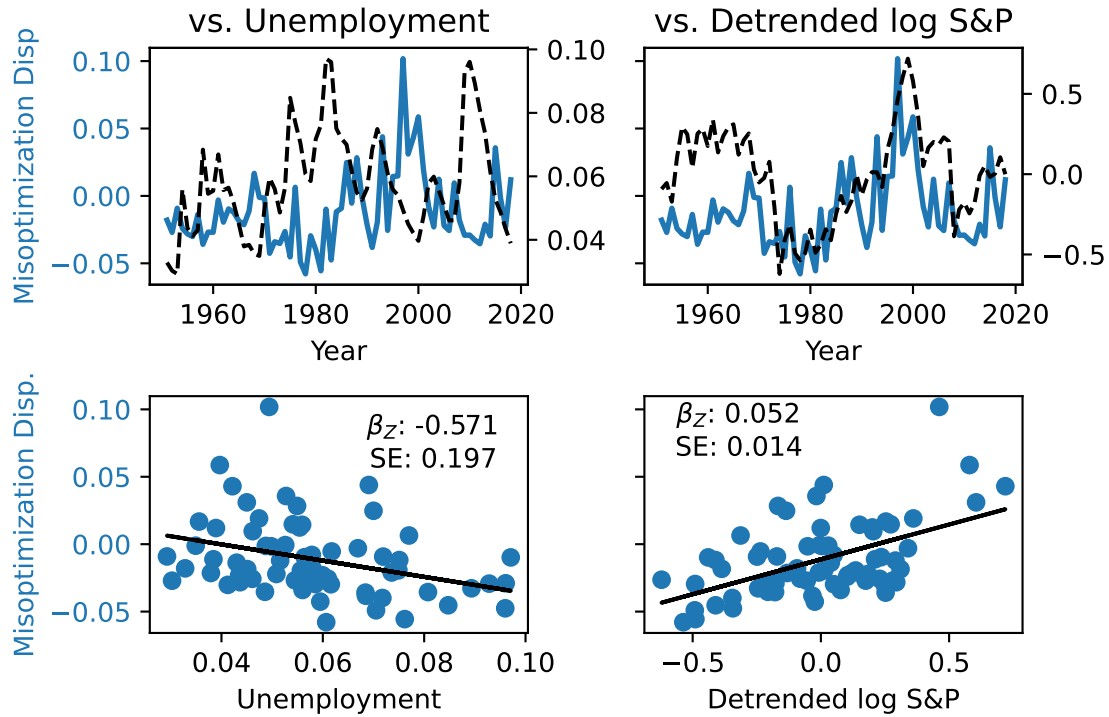 vs. Unemployment
vs. Detrended log S&P
Misoptimization Disp
0.10
0.05
0.00
−0.05
0.10
0.08
0.06
0.04
1960
1980
2000
2020
Year
0.5
0.0
−0.5
1960
1980
2000
2020
Year
Misoptimization Disp.
0.10
0.05
0.00
−0.05
βZ: -0.571
SE: 0.197
0.04
0.06
0.08
0.10
Unemployment
βZ: 0.052
SE: 0.014
−0.5
0.0
0.5
Detrended log S&P